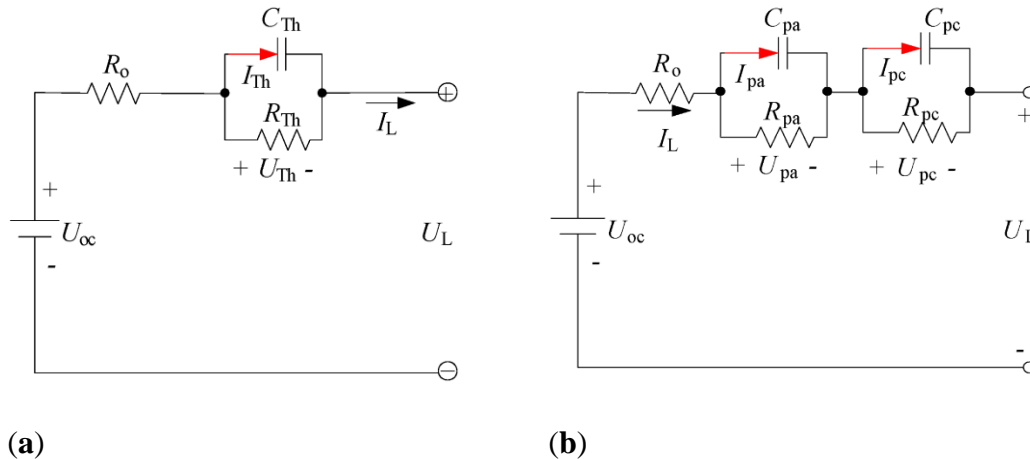 C_Th
R_o
I_Th
R_Th
I_L
+ U_Th -
+
U_oc
-
U_L
(a)
C_pa
C_pc
R_o
I_pa
I_pc
R_pa
R_pc
I_L
+
+ U_pa -
+ U_pc -
+
U_oc
-
U
-
(b)